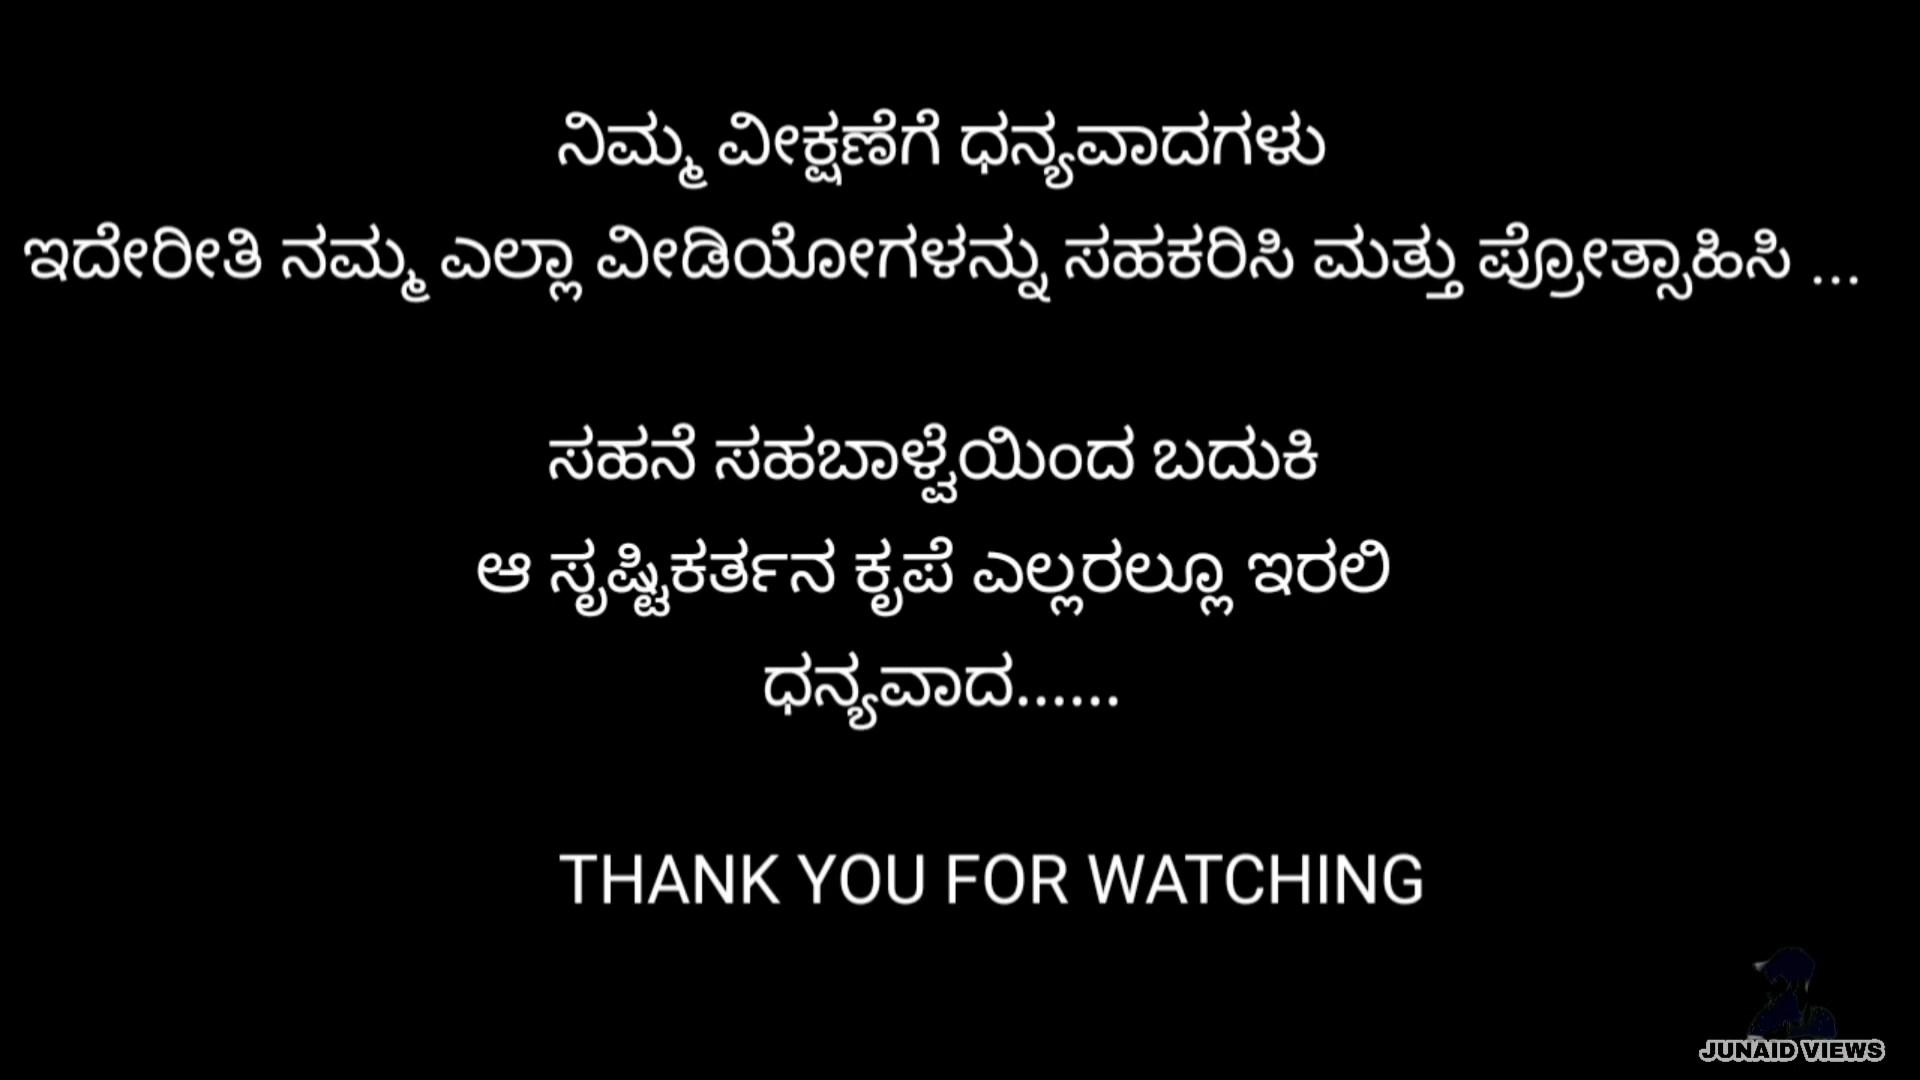 ನಿಮ್ಮ ವೀಕ್ಷಣೆಗೆ ಧನ್ಯವಾದಗಳು
ಇದೇರೀತಿ ನಮ್ಮ ಎಲ್ಲಾ ವೀಡಿಯೋಗಳನ್ನು ಸಹಕರಿಸಿ ಮತ್ತು ಪ್ರೋತ್ಸಾಹಿಸಿ ...
ಸಹನೆ ಸಹಬಾಳ್ವೆಯಿಂದ ಬದುಕಿ
ಆ ಸೃಷ್ಟಿಕರ್ತನ ಕೃಪೆ ಎಲ್ಲರಲ್ಲೂ ಇರಲಿ
ಧನ್ಯವಾದ......
THANK YOU FOR WATCHING
JUNAID VIEWS